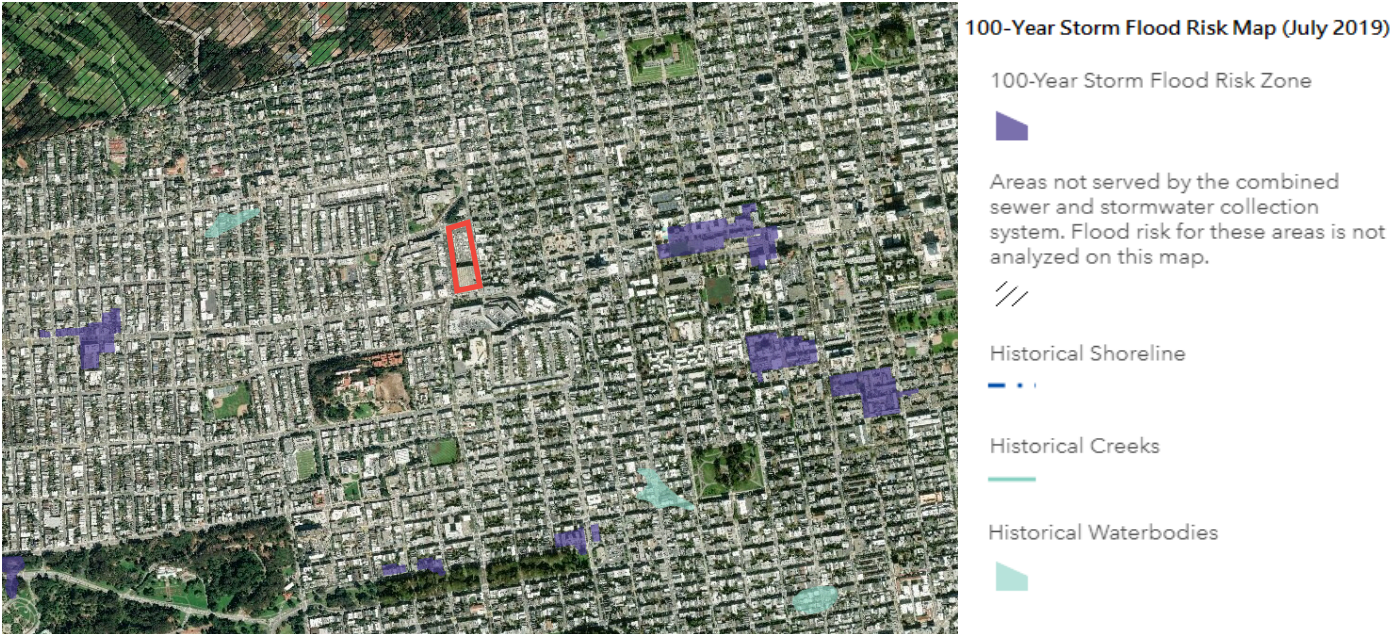 100-Year Storm Flood Risk Map (July 2019)
100-Year Storm Flood Risk Zone
Areas not served by the combined
sewer and stormwater collection
system. Flood risk for these areas is not
analyzed on this map.
Historical Shoreline
Historical Creeks
Historical Waterbodies